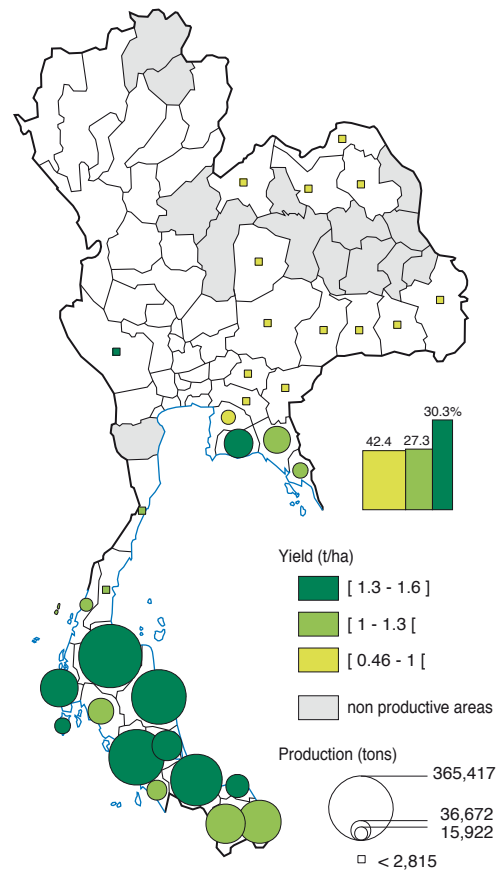 30.3%
42.4 27.3
Yield (t/ha)
[ 1.3 - 1.6 ]
[ 1 - 1.3 [
[ 0.46 - 1 [
non productive areas
Production (tons)
365,417
36,672
15,922
< 2,815